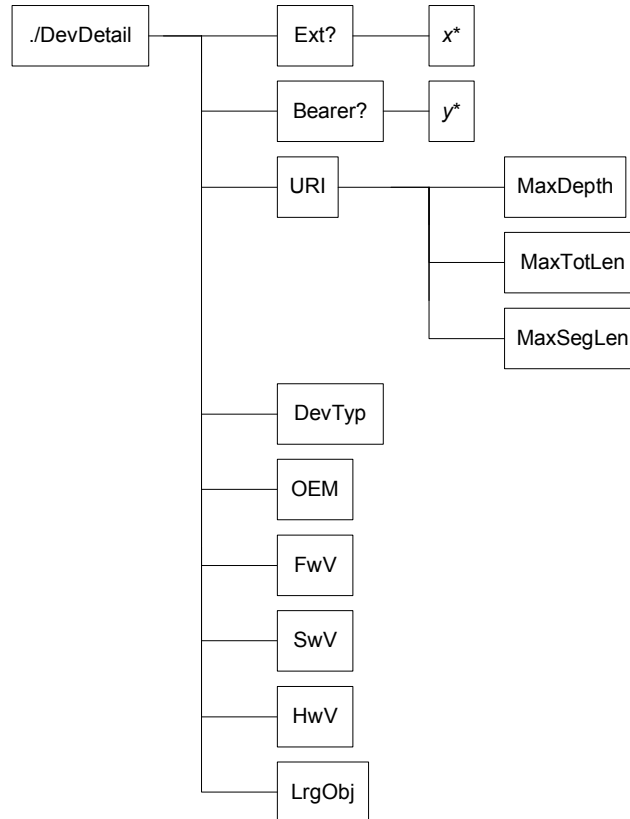 ./DevDetail
Ext?
x*
Bearer?
y*
URI
MaxDepth
MaxTotLen
MaxSegLen
DevTyp
OEM
FwV
SwV
HwV
LrgObj